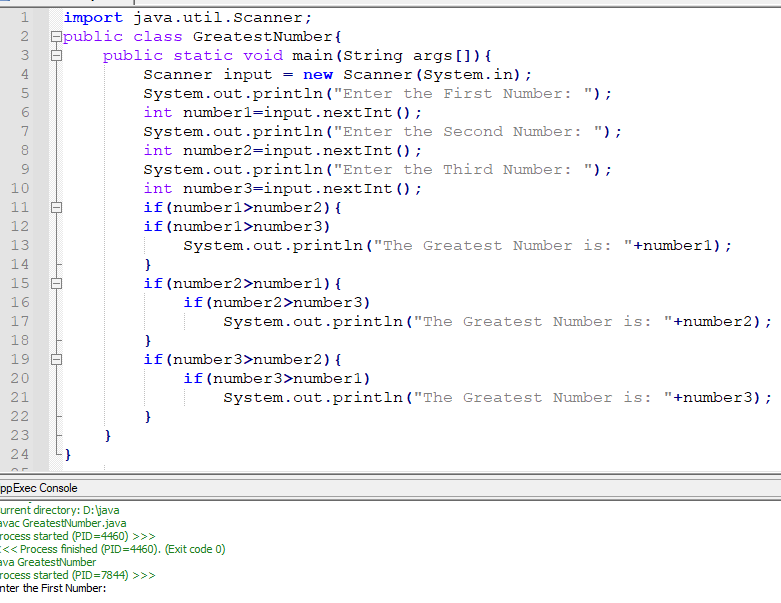 1 import java.util.Scanner;
2 public class GreatestNumber{
3 public static void main(String args[]){
4 Scanner input = new Scanner(System.in);
5 System.out.println("Enter the First Number: ");
6 int number1=input.nextInt();
7 System.out.println("Enter the Second Number: ");
8 int number2=input.nextInt();
9 System.out.println("Enter the Third Number: ");
10 int number3=input.nextInt();
11 if(number1>number2){
12 if(number1>number3)
13 System.out.println("The Greatest Number is: "+number1);
14 }
15 if(number2>number1){
16 if(number2>number3)
17 System.out.println("The Greatest Number is: "+number2);
18 }
19 if(number3>number2){
20 if(number3>number1)
21 System.out.println("The Greatest Number is: "+number3);
22 }
23 }
24 }
ppExec Console
urrent directory: D:\java
avac GreatestNumber.java
rocess started (PID=4460) >>>
<< Process finished (PID=4460). (Exit code 0)
ava GreatestNumber
rocess started (PID=7844) >>>
nter the First Number: